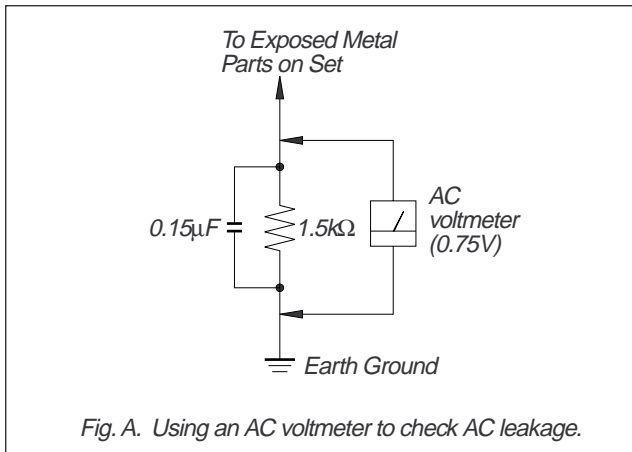 To Exposed Metal
Parts on Set
0.15µF
1.5kΩ
AC
voltmeter
(0.75V)
Earth Ground
Fig. A. Using an AC voltmeter to check AC leakage.